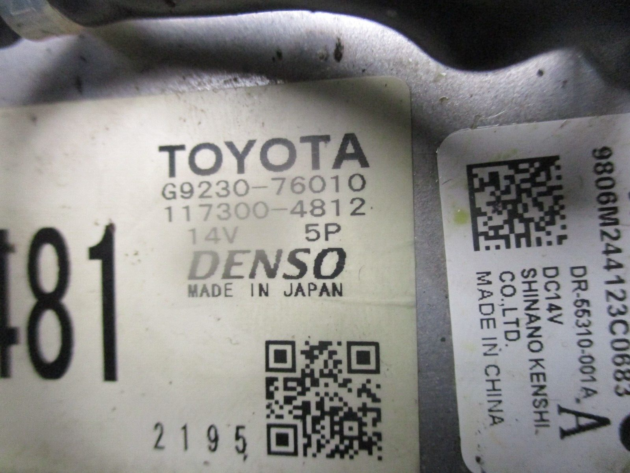 TOYOTA
G9230-76010
117300-4812
14V 5P
DENSO
MADE IN JAPAN
481
2195
9806M244123C0683
DR-55310-001A
DC14V
SHINANO KENSHI.
CO.,LTD.
MADE IN CHINA
A